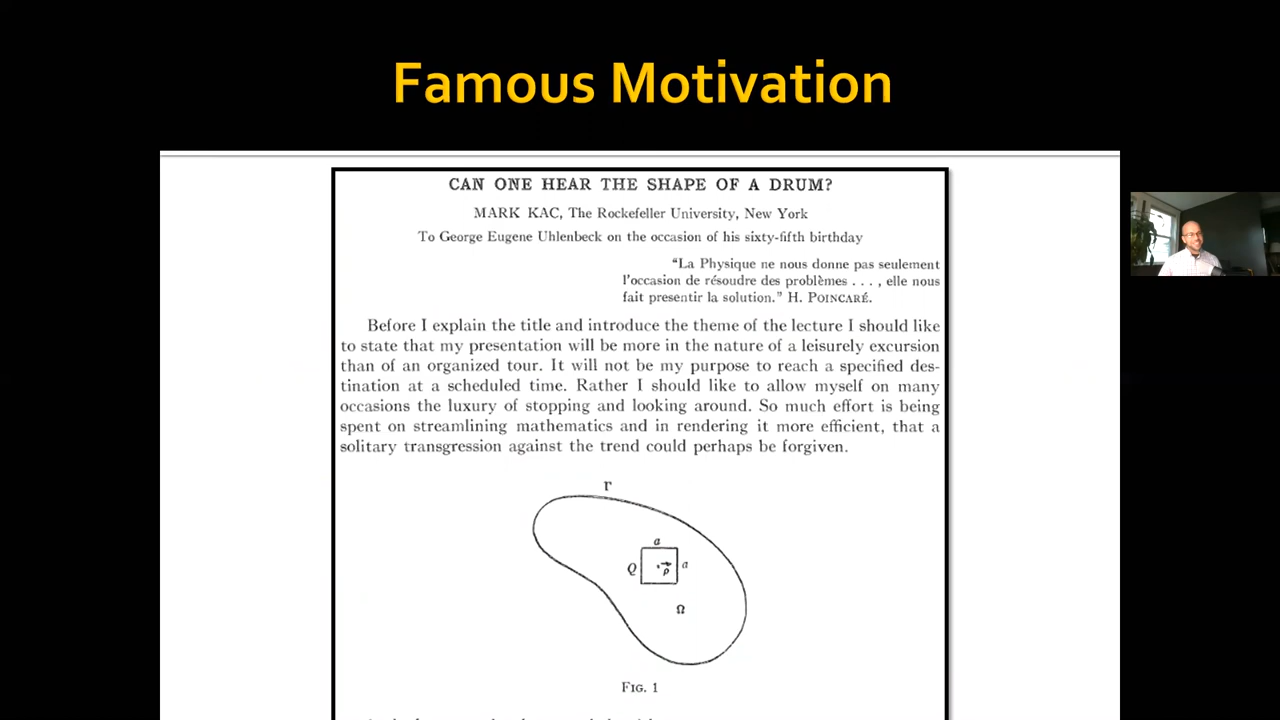 Famous Motivation
CAN ONE HEAR THE SHAPE OF A DRUM?
MARK KAC, The Rockefeller University, New York
To George Eugene Uhlenbeck on the occasion of his sixty-fifth birthday
“La Physique ne nous donne pas seulement
l’occasion de résoudre des problèmes . . . , elle nous
fait presentir la solution.” H. POINCARÉ.
Before I explain the title and introduce the theme of the lecture I should like
to state that my presentation will be more in the nature of a leisurely excursion
than of an organized tour. It will not be my purpose to reach a specified des-
tination at a scheduled time. Rather I should like to allow myself on many
occasions the luxury of stopping and looking around. So much effort is being
spent on streamlining mathematics and in rendering it more efficient, that a
solitary transgression against the trend could perhaps be forgiven.
Γ
a
Q
ρ
a
Ω
FIG. 1